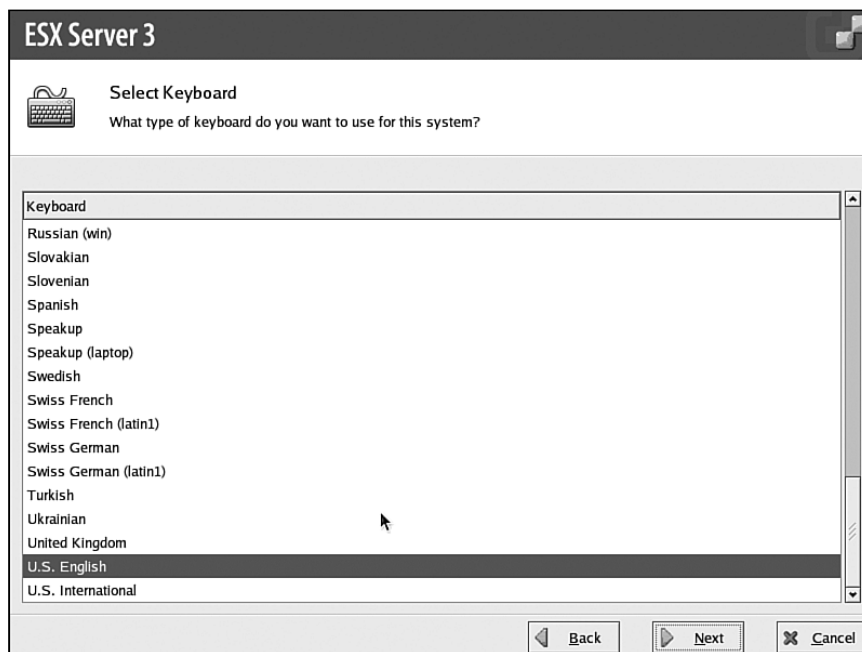 ESX Server 3
Select Keyboard
What type of keyboard do you want to use for this system?
Keyboard
Russian (win)
Slovakian
Slovenian
Spanish
Speakup
Speakup (laptop)
Swedish
Swiss French
Swiss French (latin1)
Swiss German
Swiss German (latin1)
Turkish
Ukrainian
United Kingdom
U.S. English
U.S. International
Back Next Cancel